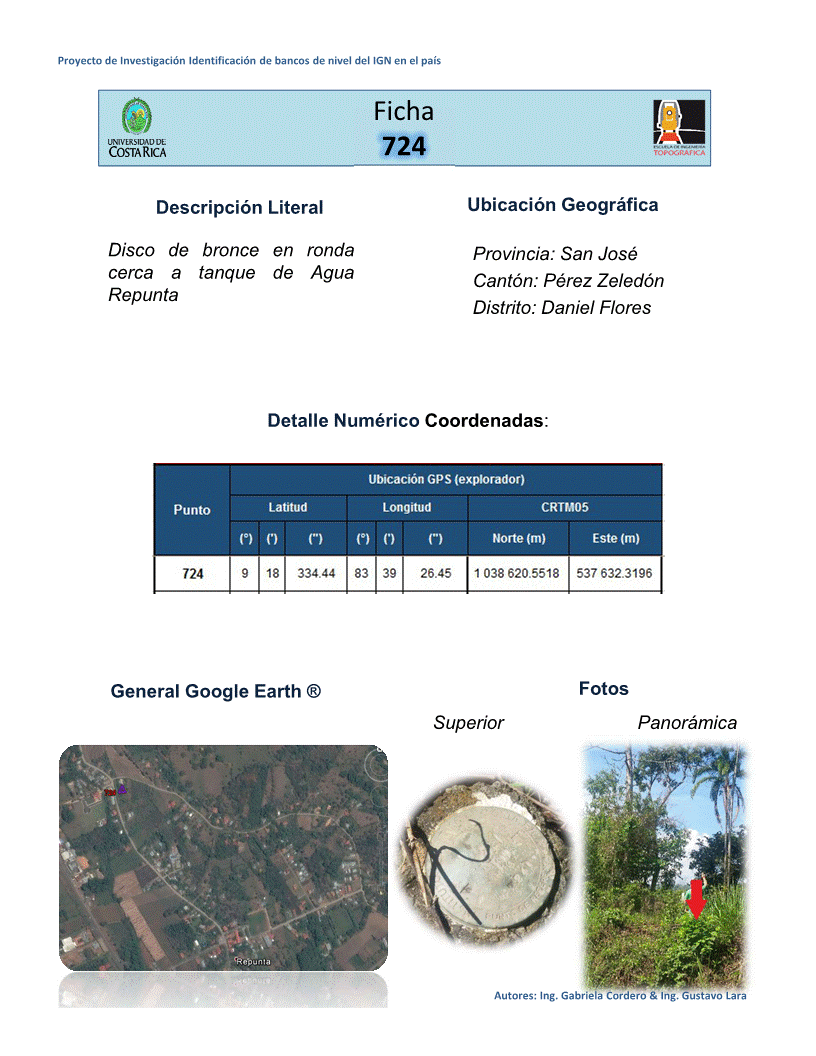 Proyecto de Investigación Identificación de bancos de nivel del IGN en el país
UNIVERSIDAD DE
COSTA RICA
Ficha
724
ESCUELA DE INGENIERÍA
TOPOGRÁFICA
Descripción Literal
Disco de bronce en ronda
cerca a tanque de Agua
Repunta
Ubicación Geográfica
Provincia: San José
Cantón: Pérez Zeledón
Distrito: Daniel Flores
Detalle Numérico Coordenadas:
Punto
Ubicación GPS (explorador)
Latitud Longitud CRTM05
(°) (') (") (°) (') (") Norte (m) Este (m)
724 9 18 334.44 83 39 26.45 1 038 620.5518 537 632.3196
General Google Earth ®
Fotos
Superior Panorámica
Repunta
Autores: Ing. Gabriela Cordero & Ing. Gustavo Lara